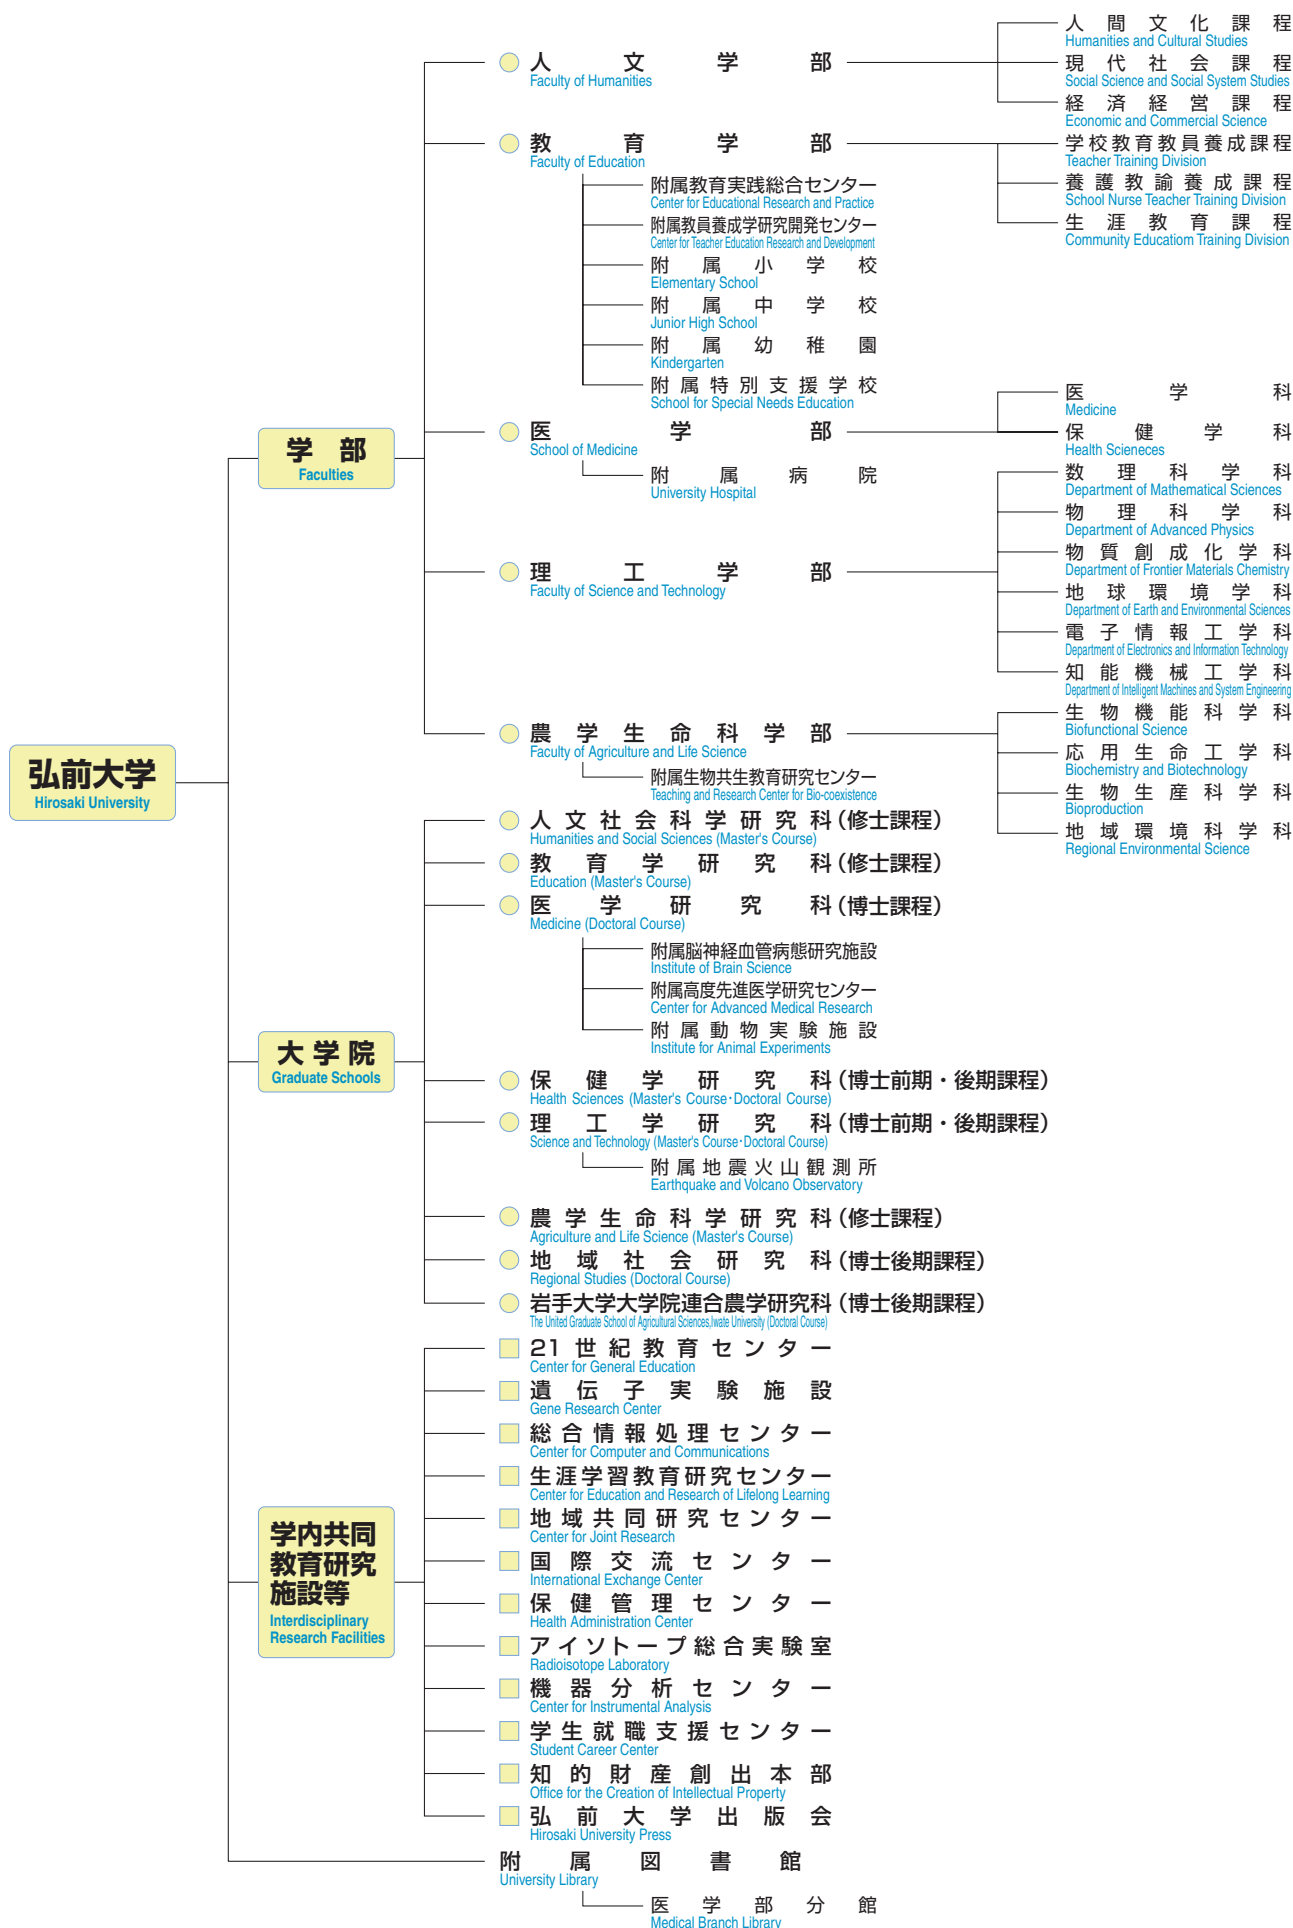 弘前大学
Hirosaki University
学部
Faculties
人文学部
Faculty of Humanities
人間文化課程
Humanities and Cultural Studies
現代社会課程
Social Science and Social System Studies
経済経営課程
Economic and Commercial Science
教育学部
Faculty of Education
学校教育教員養成課程
Teacher Training Division
養護教諭養成課程
School Nurse Teacher Training Division
生涯教育課程
Community Educatiom Training Division
附属教育実践総合センター
Center for Educational Research and Practice
附属教員養成学研究開発センター
Center for Teacher Education Research and Development
附属小学校
Elementary School
附属中学校
Junior High School
附属幼稚園
Kindergarten
附属特別支援学校
School for Special Needs Education
医学部
School of Medicine
医学科
Medicine
保健学科
Health Scieneces
附属病院
University Hospital
理工学部
Faculty of Science and Technology
数理科学科
Department of Mathematical Sciences
物理科学科
Department of Advanced Physics
物質創成化学科
Department of Frontier Materials Chemistry
地球環境学科
Department of Earth and Environmental Sciences
電子情報工学科
Department of Electronics and Information Technology
知能機械工学科
Department of Intelligent Machines and System Engineering
農学生命科学部
Faculty of Agriculture and Life Science
生物機能科学科
Biofunctional Science
応用生命工学科
Biochemistry and Biotechnology
生物生産科学科
Bioproduction
地域環境科学科
Regional Environmental Science
附属生物共生教育研究センター
Teaching and Research Center for Bio-coexistence
大学院
Graduate Schools
人文社会科学研究科(修士課程)
Humanities and Social Sciences (Master's Course)
教育学研究科(修士課程)
Education (Master's Course)
医学研究科(博士課程)
Medicine (Doctoral Course)
附属脳神経血管病態研究施設
Institute of Brain Science
附属高度先進医学研究センター
Center for Advanced Medical Research
附属動物実験施設
Institute for Animal Experiments
保健学研究科(博士前期・後期課程)
Health Sciences (Master's Course・Doctoral Course)
理工学研究科(博士前期・後期課程)
Science and Technology (Master's Course・Doctoral Course)
附属地震火山観測所
Earthquake and Volcano Observatory
農学生命科学研究科(修士課程)
Agriculture and Life Science (Master's Course)
地域社会研究科(博士後期課程)
Regional Studies (Doctoral Course)
岩手大学大学院連合農学研究科(博士後期課程)
The United Graduate School of Agricultural Sciences,Iwate University (Doctoral Course)
学内共同
教育研究
施設等
Interdisciplinary
Research Facilities
21世紀教育センター
Center for General Education
遺伝子実験施設
Gene Research Center
総合情報処理センター
Center for Computer and Communications
生涯学習教育研究センター
Center for Education and Research of Lifelong Learning
地域共同研究センター
Center for Joint Research
国際交流センター
International Exchange Center
保健管理センター
Health Administration Center
アイソトープ総合実験室
Radioisotope Laboratory
機器分析センター
Center for Instrumental Analysis
学生就職支援センター
Student Career Center
知的財産創出本部
Office for the Creation of Intellectual Property
弘前大学出版会
Hirosaki University Press
附属図書館
University Library
医学部分館
Medical Branch Library